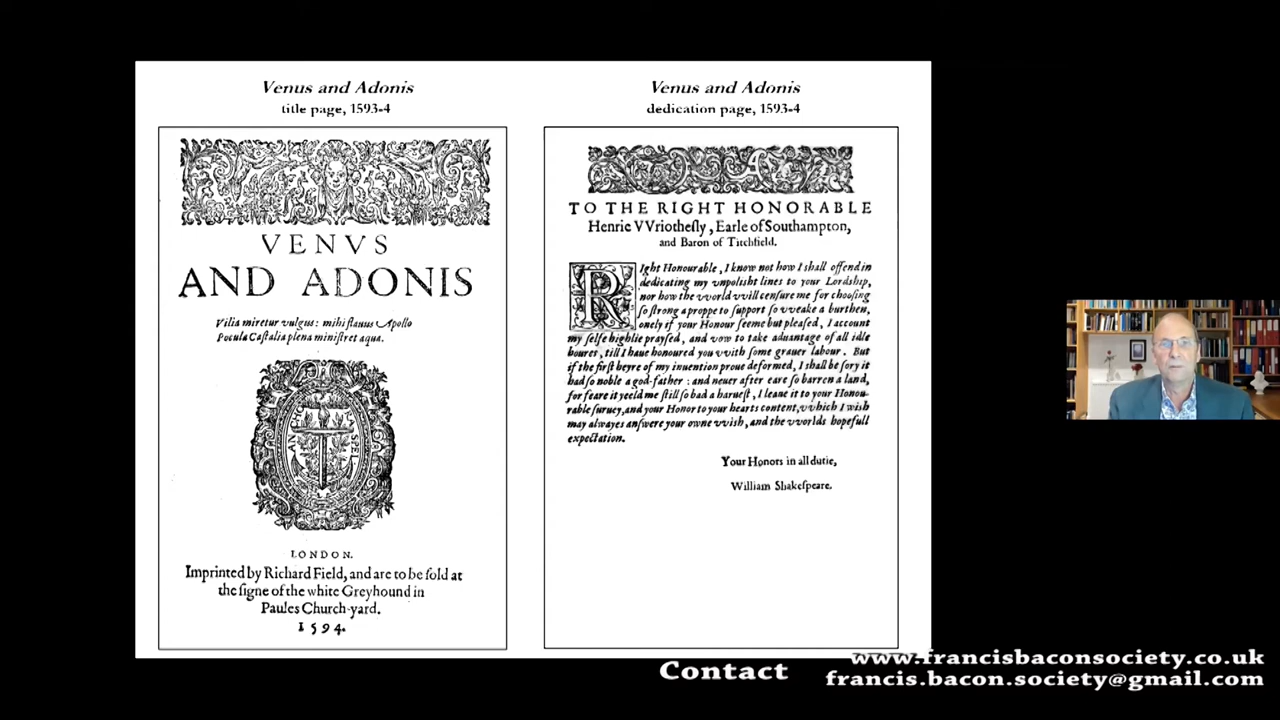 Venus and Adonis
title page, 1593-4
VENVS
AND ADONIS
Vilia miretur vulgus: mihi flauus Apollo
Pocula Castalia plena ministret aqua.
LONDON.
Imprinted by Richard Field, and are to be sold at
the signe of the white Greyhound in
Paules Church-yard.
1594.
Venus and Adonis
dedication page, 1593-4
TO THE RIGHT HONORABLE
Henrie VVriothesly, Earle of Southampton,
and Baron of Titchfield.
Right Honourable, I know not how I shall offend in
dedicating my vnpolisht lines to your Lordship,
nor how the vvorld vvill censure me for choosing
so strong a proppe to support so vveake a burthen,
onely if your Honour seeme but pleased, I account
my selfe highlie praysed, and vow to take aduantage of all idle
houres, till I haue honoured you vvith some grauer labour. But
if the first heyre of my inuention proue deformed, I shall be sory it
had so noble a god-father: and neuer after eare so barren a land,
for feare it yeeld me still so bad a haruest, I leaue it to your Honou-
rable suruey, and your Honor to your hearts content, vvhich I wish
may alwayes answere your owne vvish, and the vvorlds hopefull
expectation.
Your Honors in all dutie,
William Shakespeare.
Contact
www.francisbaconsociety.co.uk
francis.bacon.society@gmail.com